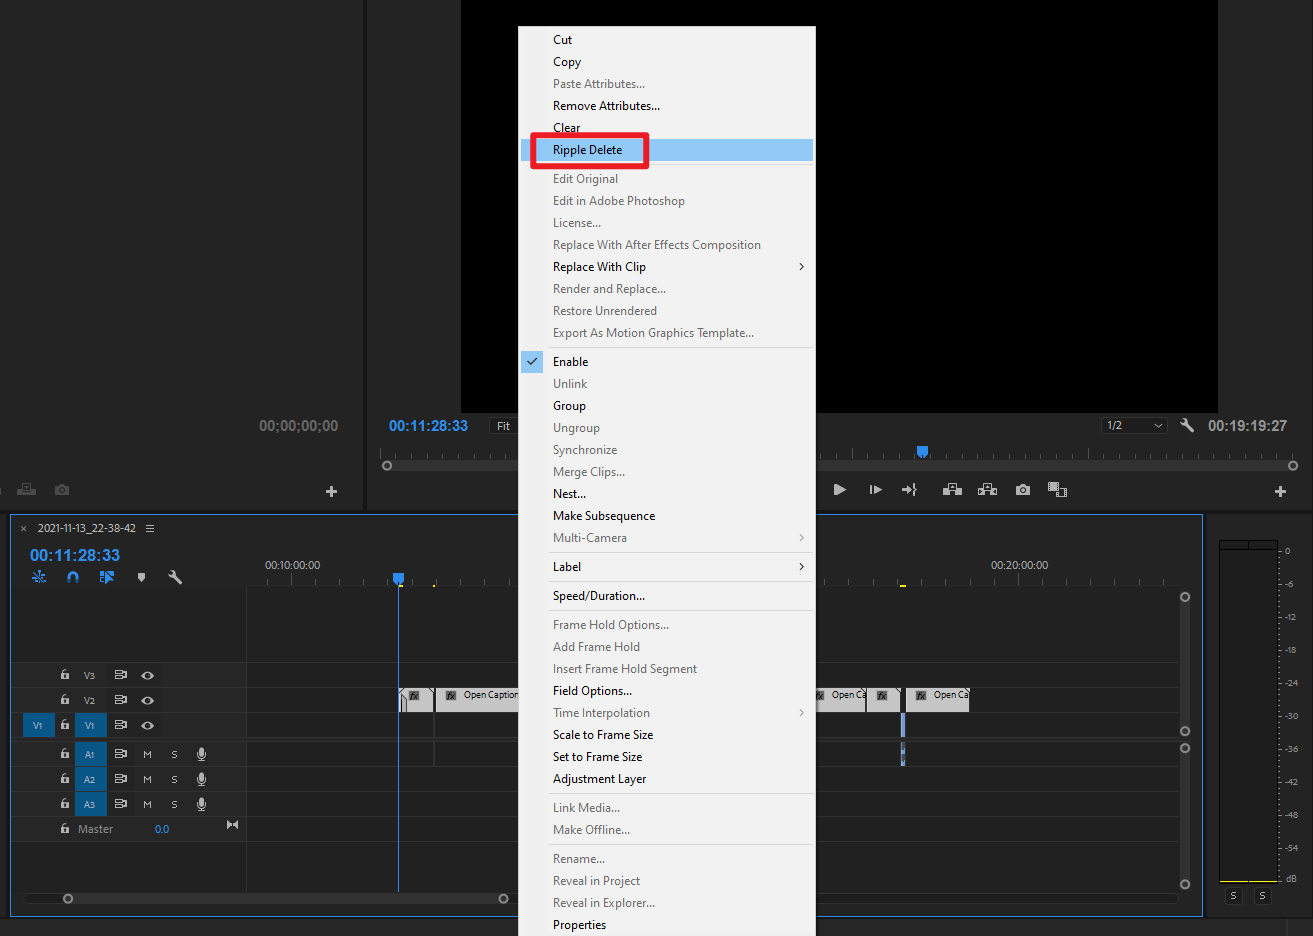 Cut
Copy
Paste Attributes...
Remove Attributes...
Clear
Ripple Delete
Edit Original
Edit in Adobe Photoshop
License...
Replace With After Effects Composition
Replace With Clip
Render and Replace...
Restore Unrendered
Export As Motion Graphics Template...
Enable
Unlink
Group
Ungroup
Synchronize
Merge Clips...
Nest...
Make Subsequence
Multi-Camera
Label
Speed/Duration...
Frame Hold Options...
Add Frame Hold
Insert Frame Hold Segment
Field Options...
Time Interpolation
Scale to Frame Size
Set to Frame Size
Adjustment Layer
Link Media...
Make Offline...
Rename...
Reveal in Project
Reveal in Explorer...
Properties
00;00;00;00
00:11:28:33
Fit
1/2
00:19:19:27
2021-11-13_22-38-42
00:11:28:33
00:10:00:00
00:20:00:00
V3
V2
fx
fx Open Caption
fx Open Ca
fx
fx Open Ca
V1 V1
A1 M S
A2 M S
A3 M S
Master 0.0
0
-6
-12
-18
-24
-30
-36
-42
-48
-54
dB
S S